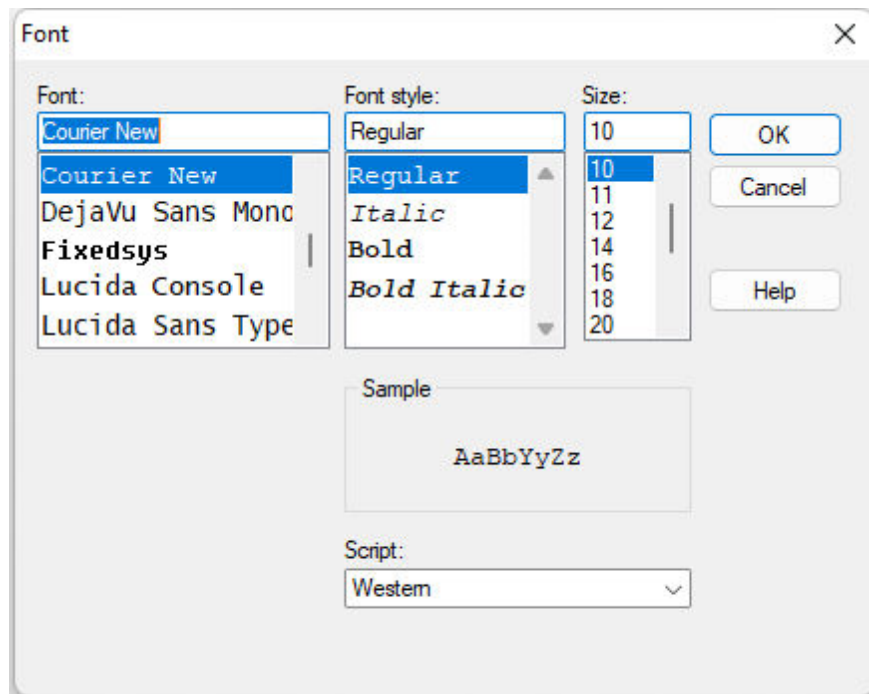 Font
Font:
Courier New
Courier New
DejaVu Sans Mono
Fixedsys
Lucida Console
Lucida Sans Type
Font style:
Regular
Regular
Italic
Bold
Bold Italic
Size:
10
10
11
12
14
16
18
20
OK
Cancel
Help
Sample
AaBbYyZz
Script:
Western